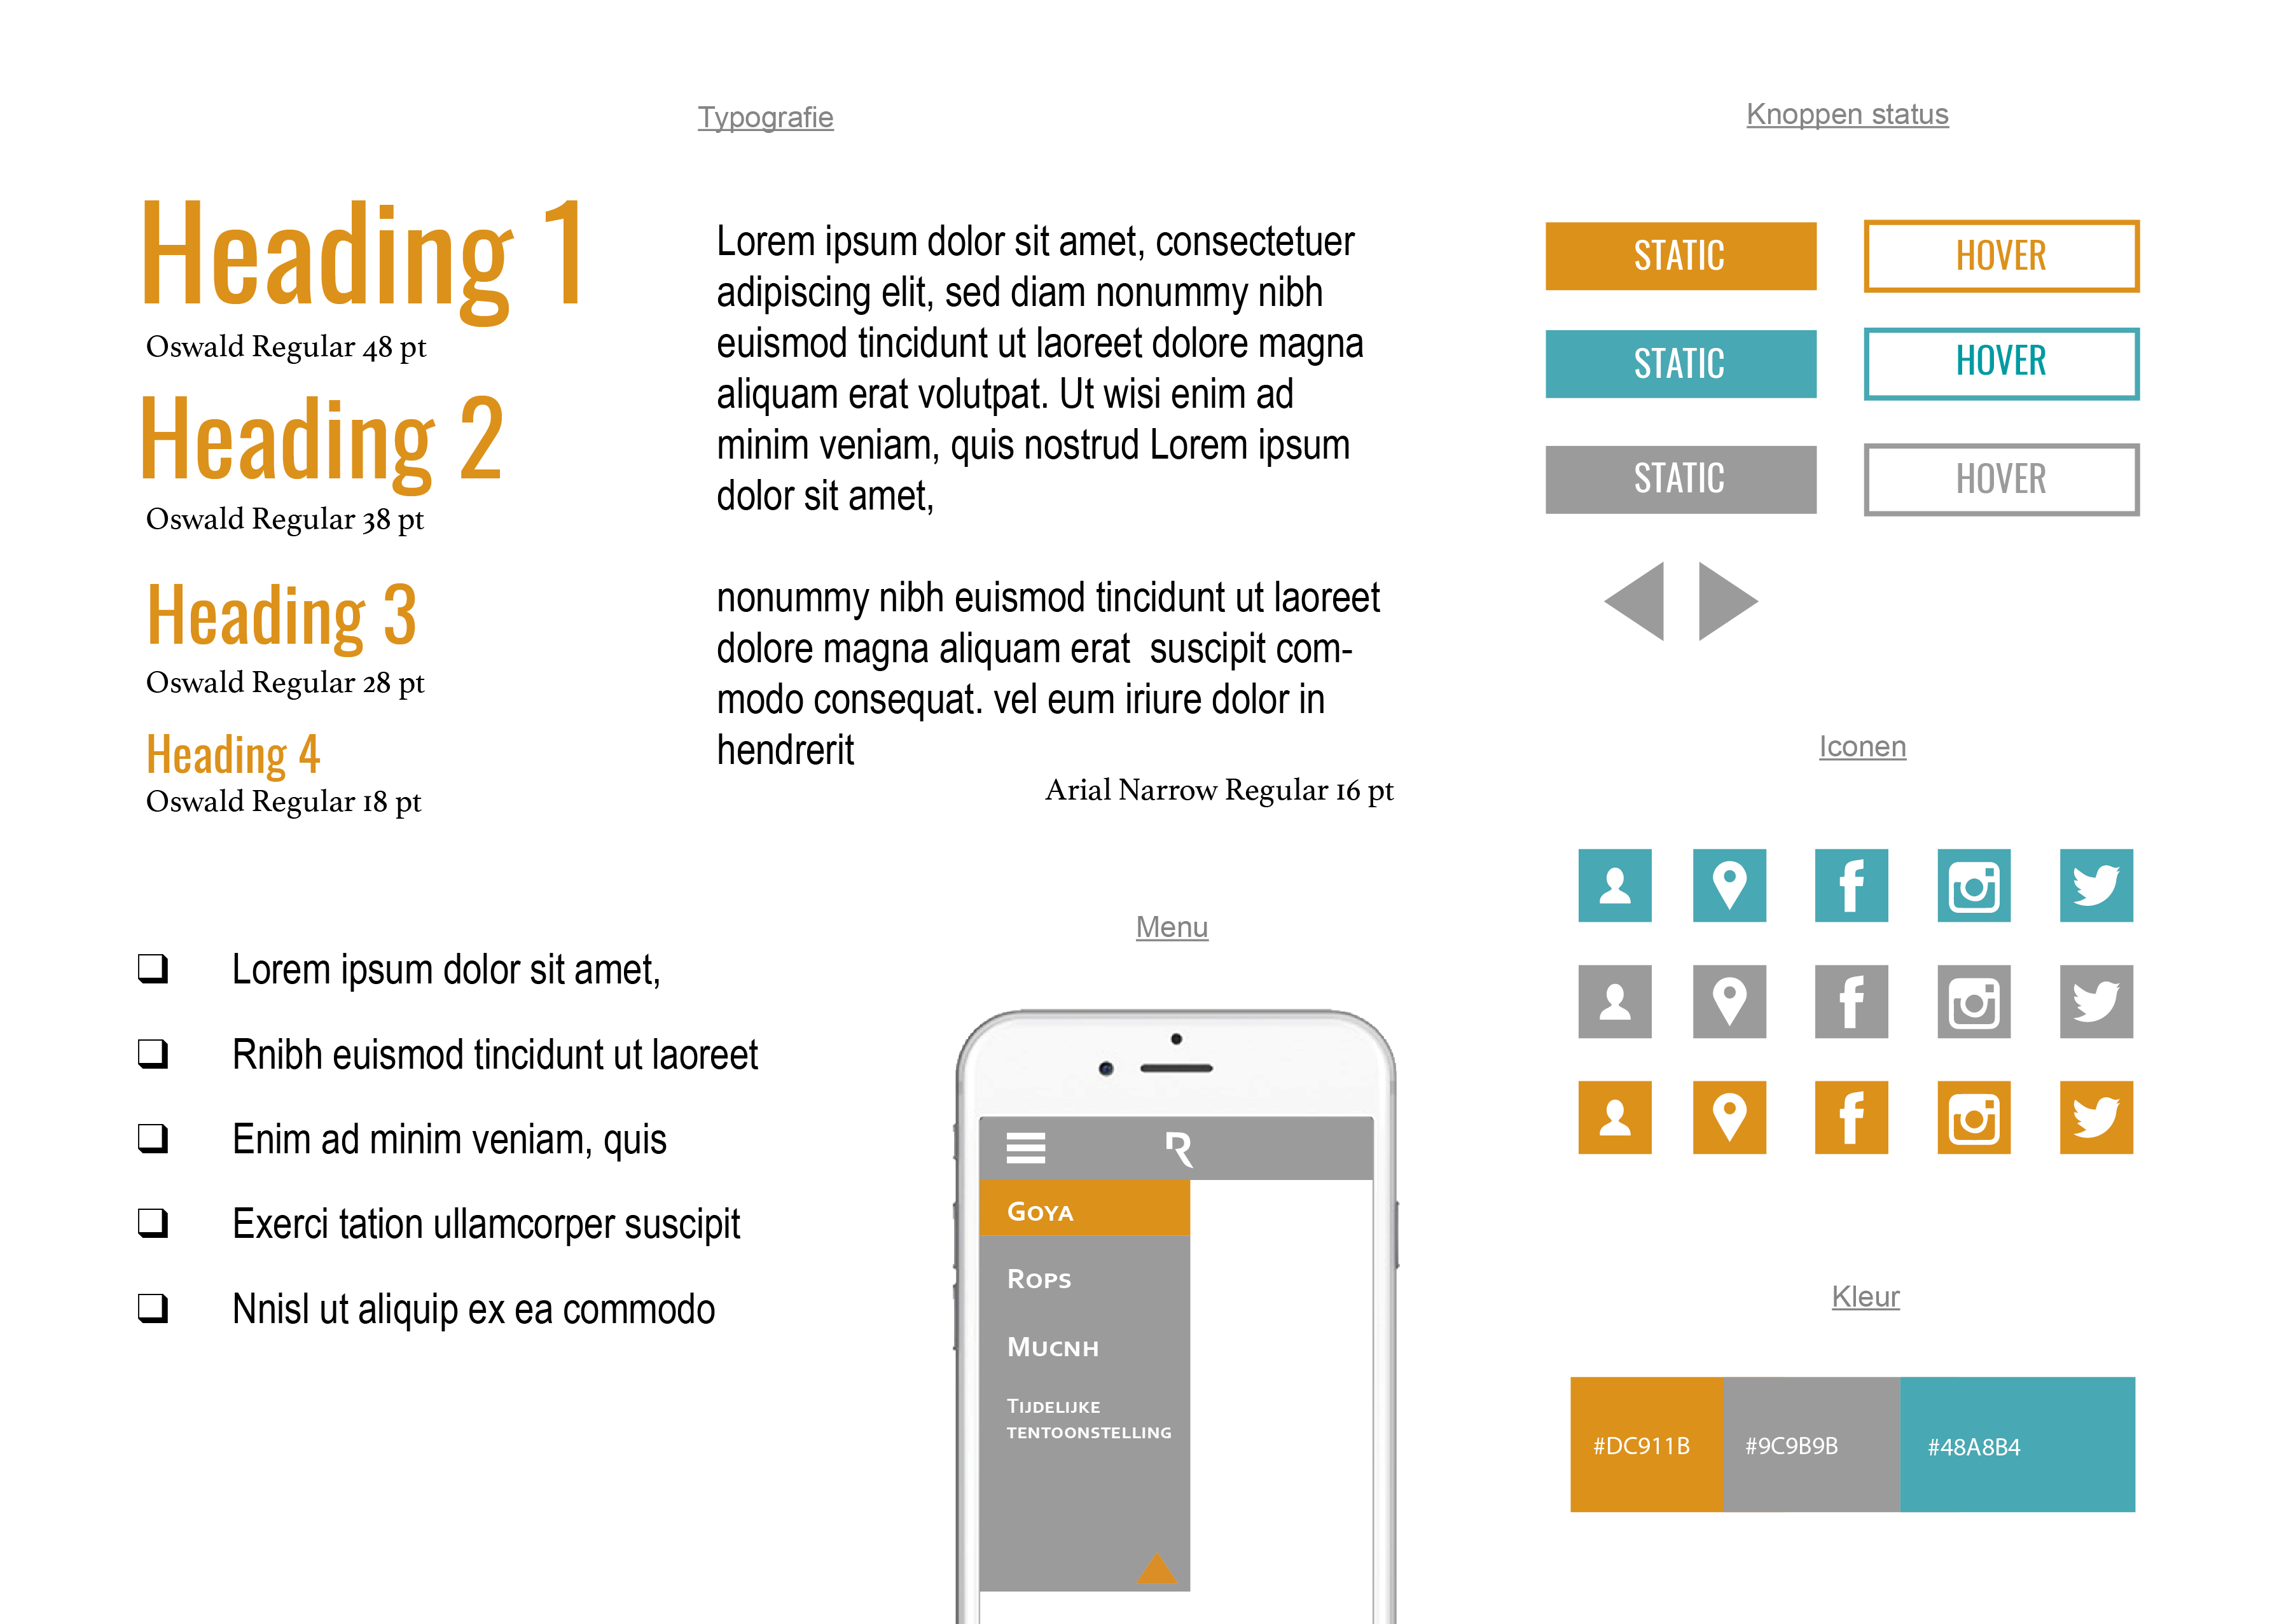 Typografie
Heading 1
Oswald Regular 48 pt
Heading 2
Oswald Regular 38 pt
Heading 3
Oswald Regular 28 pt
Heading 4
Oswald Regular 18 pt
Lorem ipsum dolor sit amet, consectetuer
adipiscing elit, sed diam nonummy nibh
euismod tincidunt ut laoreet dolore magna
aliquam erat volutpat. Ut wisi enim ad
minim veniam, quis nostrud Lorem ipsum
dolor sit amet,
nonummy nibh euismod tincidunt ut laoreet
dolore magna aliquam erat  suscipit com-
modo consequat. vel eum iriure dolor in
hendrerit
Arial Narrow Regular 16 pt
Lorem ipsum dolor sit amet,
Rnibh euismod tincidunt ut laoreet
Enim ad minim veniam, quis
Exerci tation ullamcorper suscipit
Nnisl ut aliquip ex ea commodo
Menu
R
Goya
Rops
Mucnh
Tijdelijke
tentoonstelling
Knoppen status
STATIC HOVER
STATIC HOVER
STATIC HOVER
Iconen
Kleur
#DC911B #9C9B9B #48A8B4